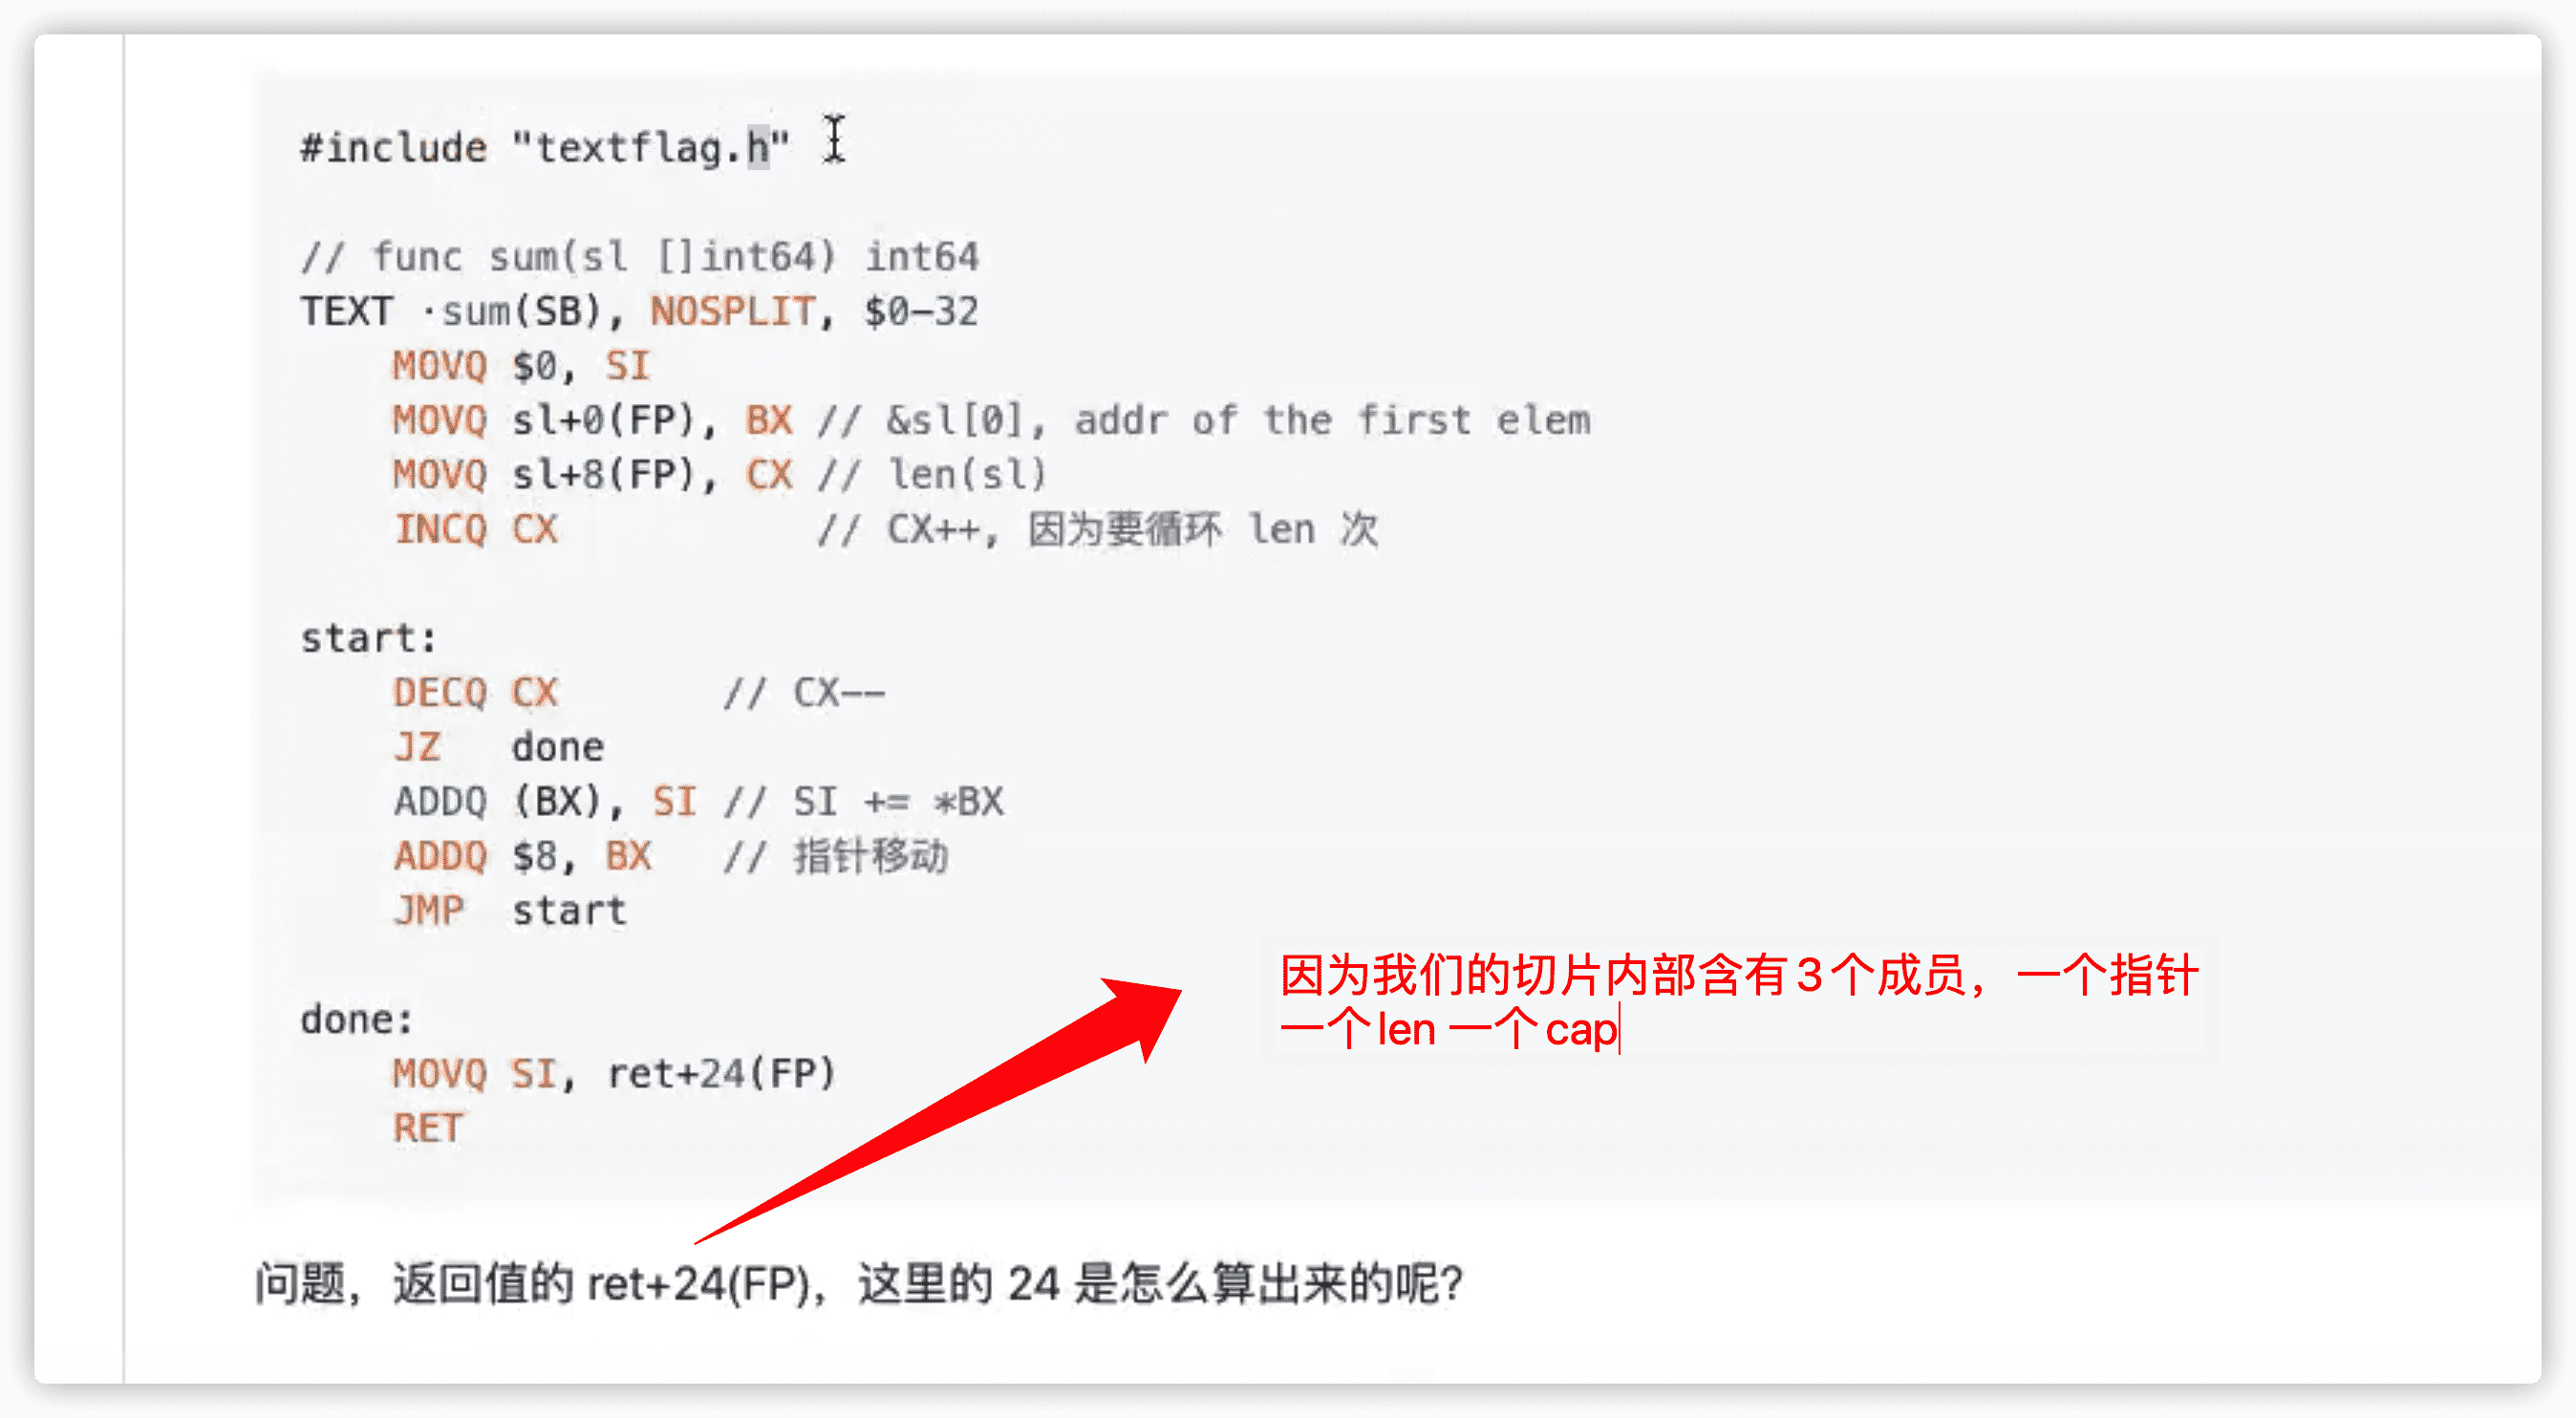 #include "textflag.h"
// func sum(sl []int64) int64
TEXT ·sum(SB), NOSPLIT, $0-32
MOVQ $0, SI
MOVQ sl+0(FP), BX // &sl[0], addr of the first elem
MOVQ sl+8(FP), CX // len(sl)
INCQ CX // CX++, 因为要循环 len 次
start:
DECQ CX // CX--
JZ done
ADDQ (BX), SI // SI += *BX
ADDQ $8, BX // 指针移动
JMP start
因为我们的切片内部含有3个成员，一个指针
一个len 一个cap
done:
MOVQ SI, ret+24(FP)
RET
问题，返回值的 ret+24(FP)，这里的 24 是怎么算出来的呢？